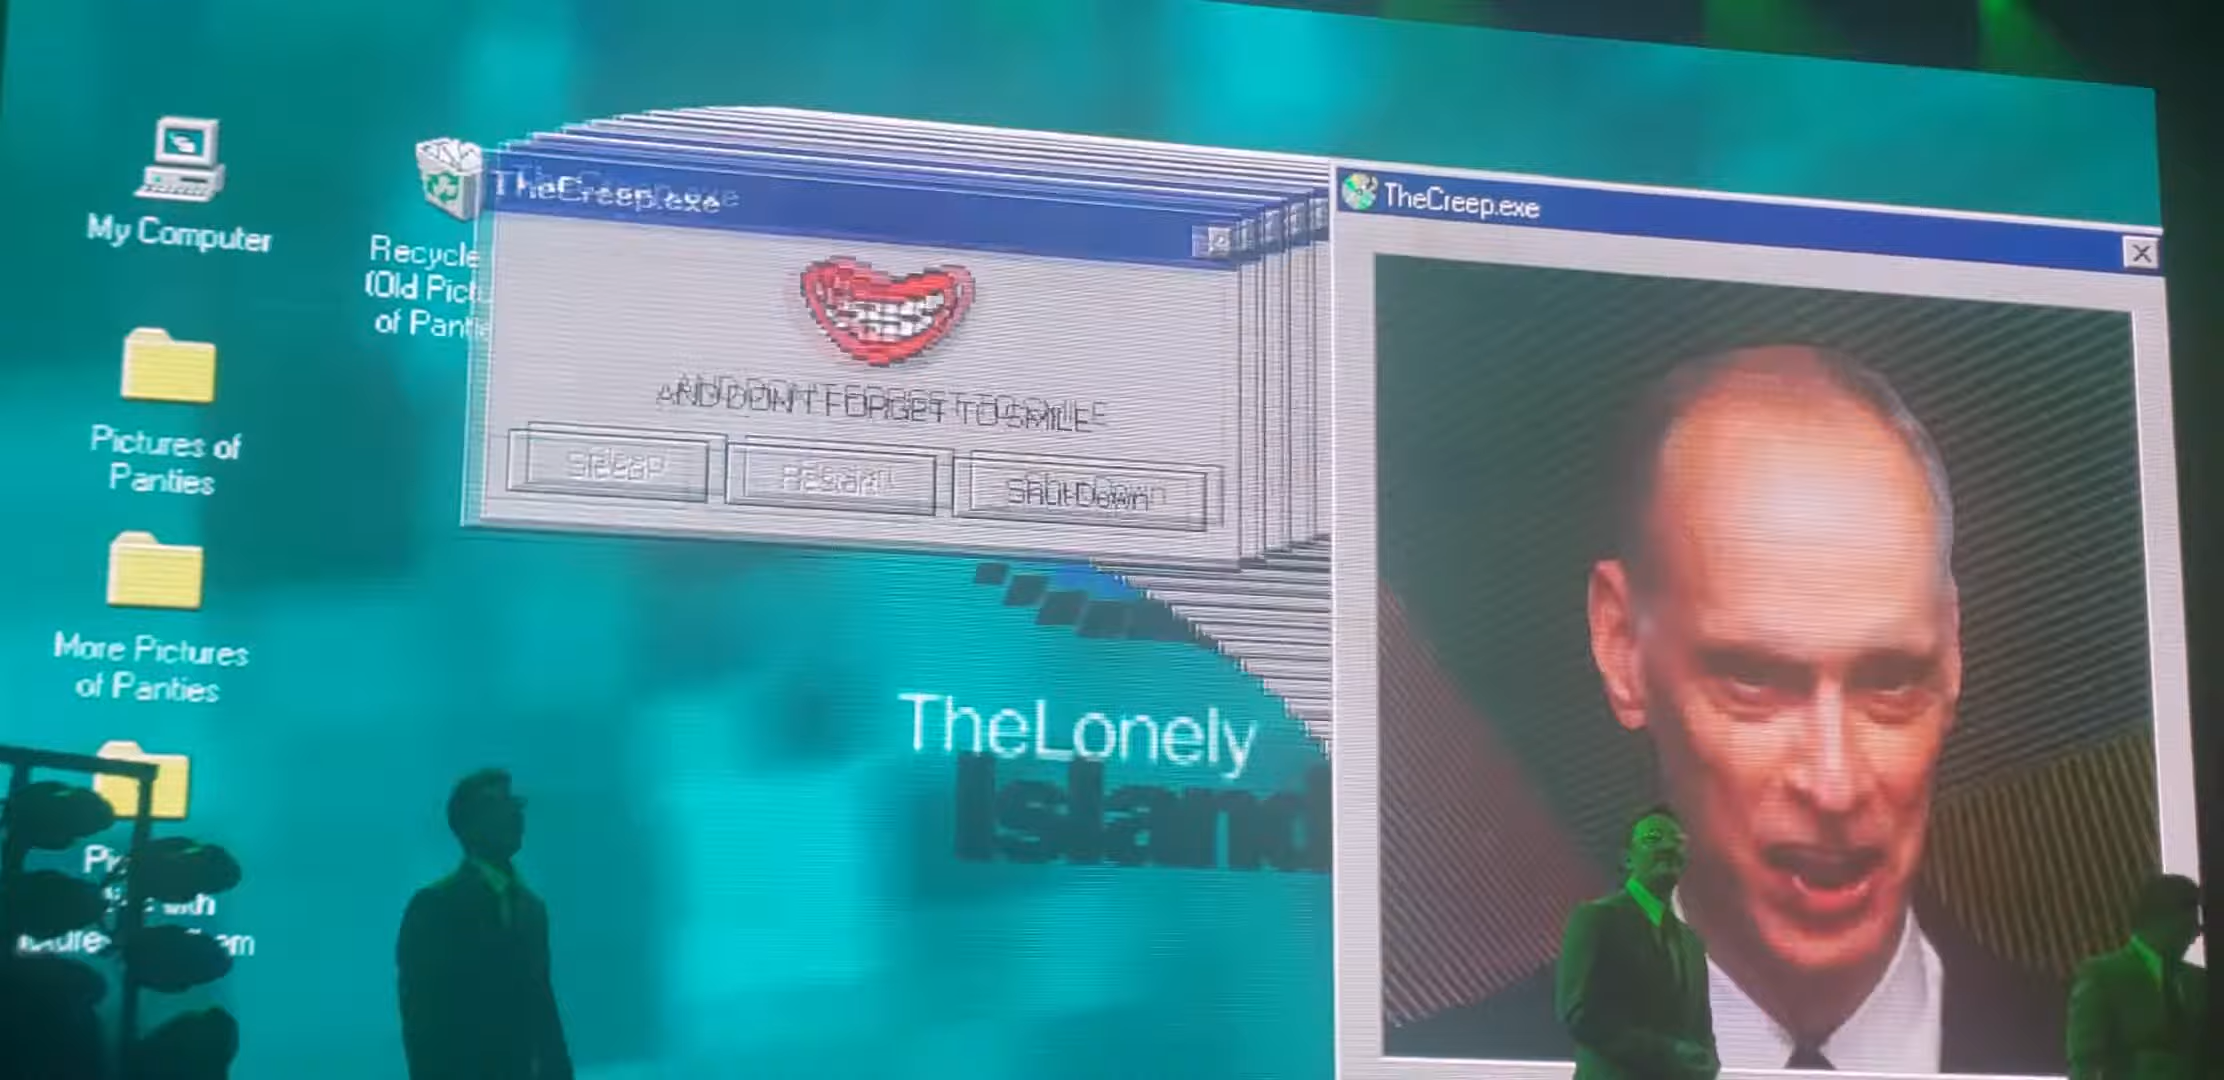 My Computer
Recycle
(Old Pict
of Pantie
Pictures of
Panties
More Pictures
of Panties
TheCreep.exe
AND DON'T FORGET TO SMILE
Sleep
Restart
Shut Down
TheLonely
Island
TheCreep.exe